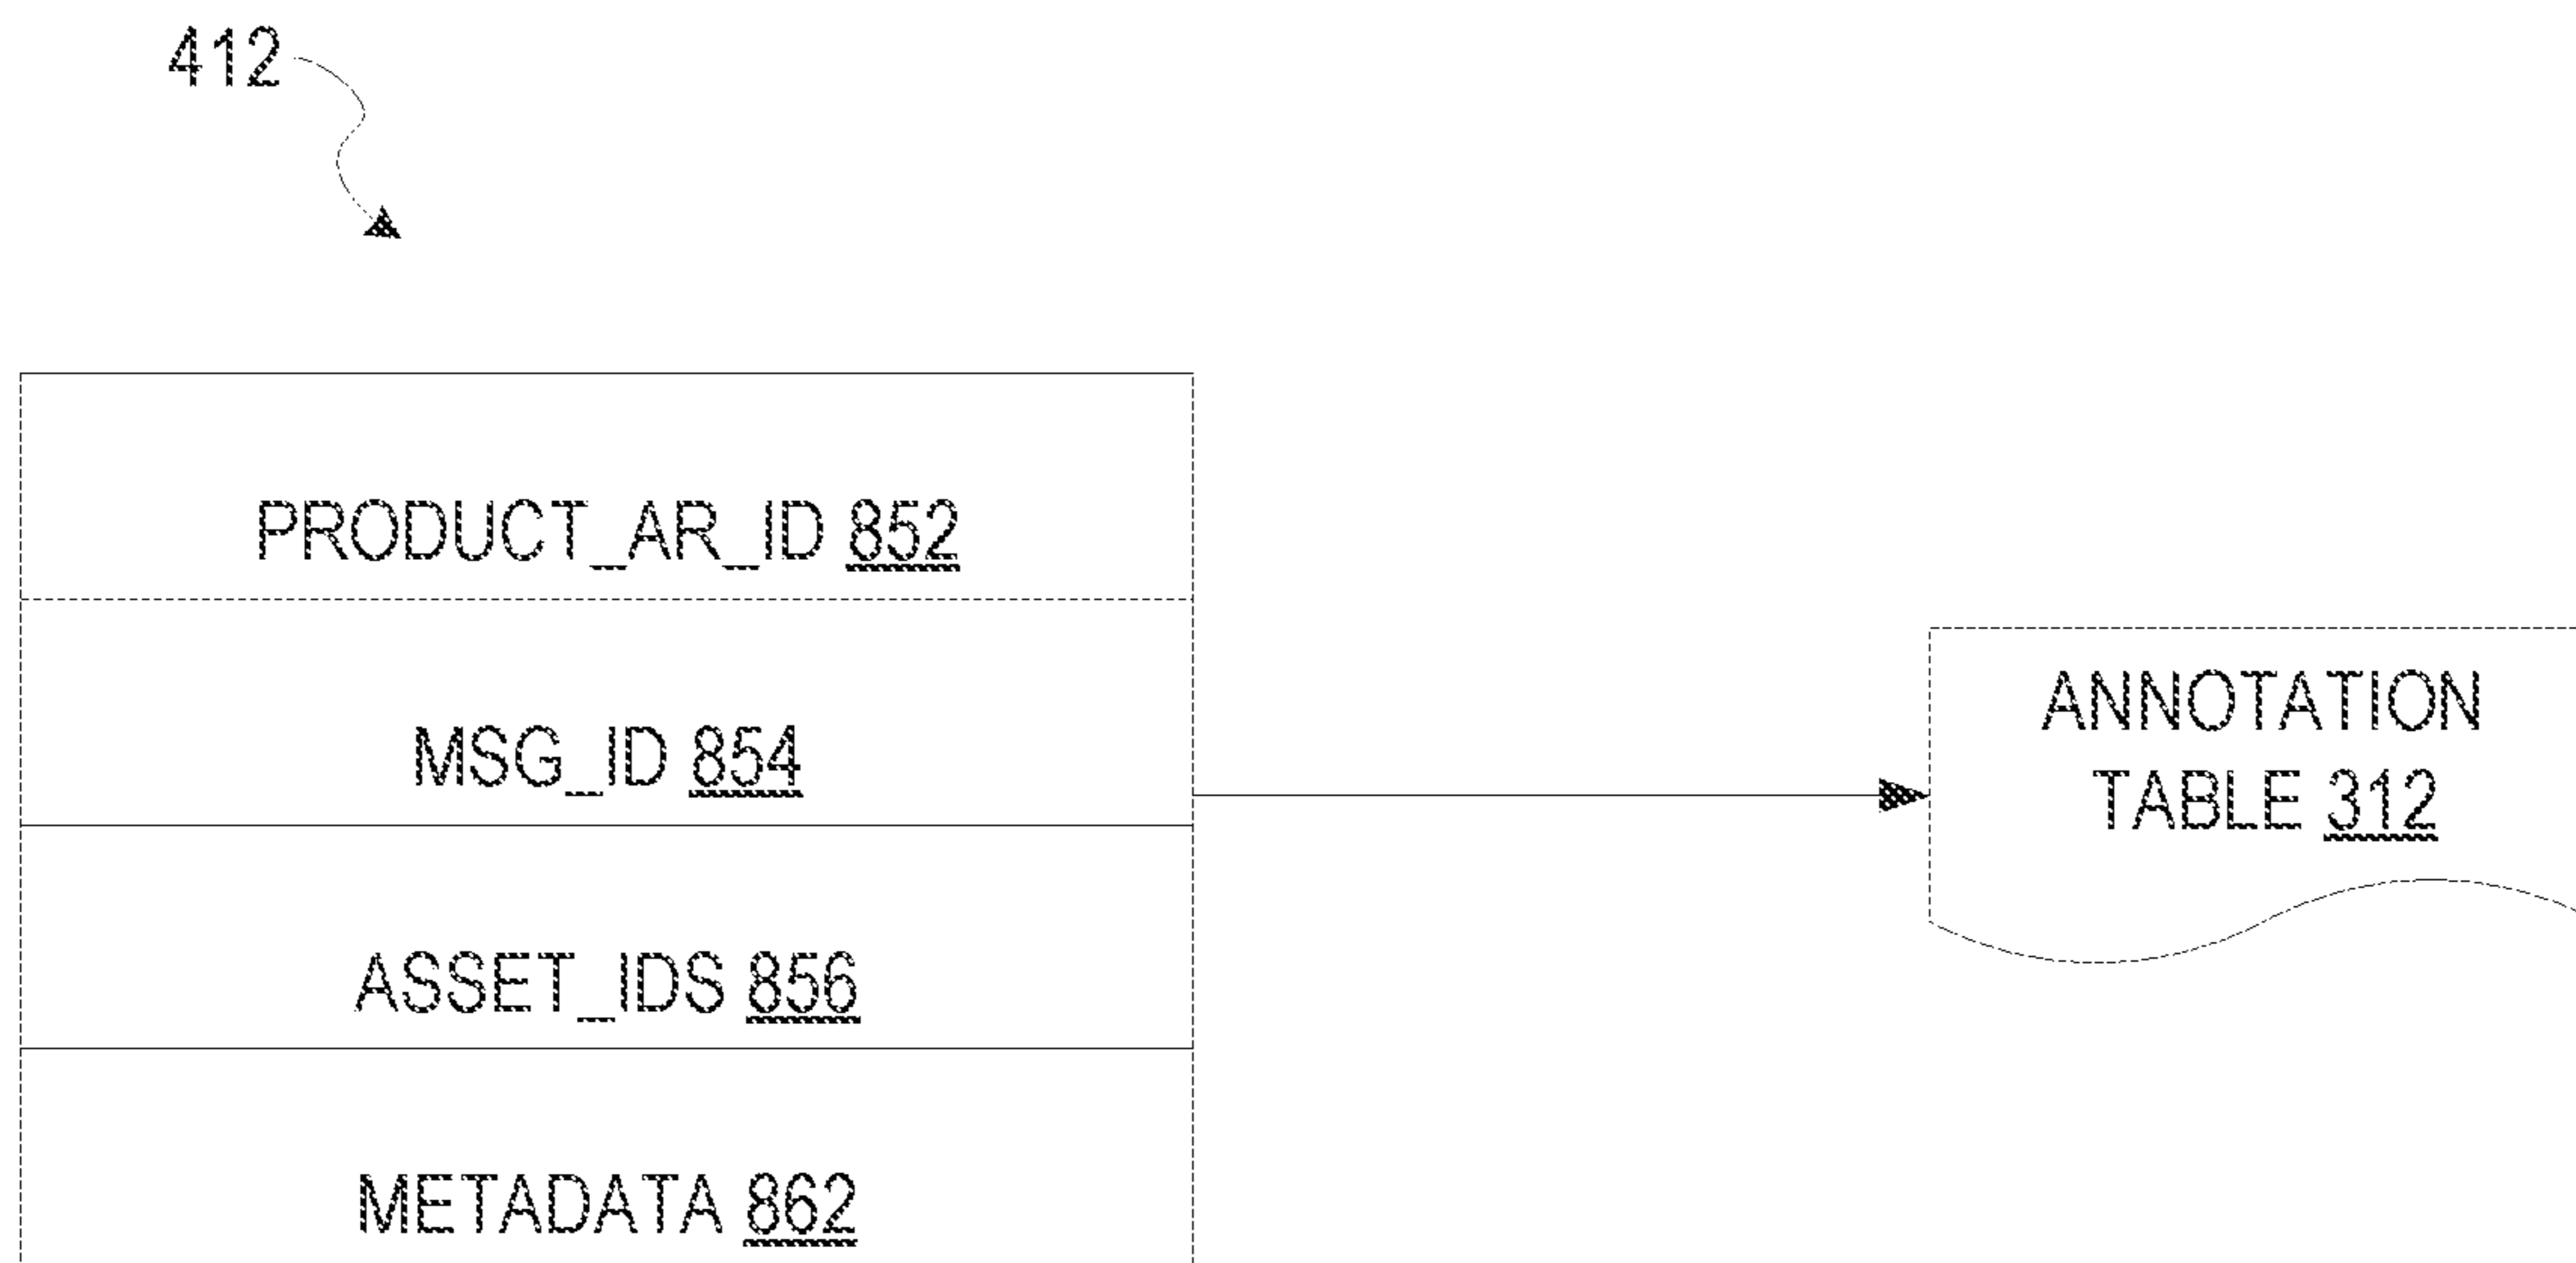 412
PRODUCT_AR_ID 852
MSG_ID 854
ANNOTATION
TABLE 312
ASSET_IDS 856
METADATA 862